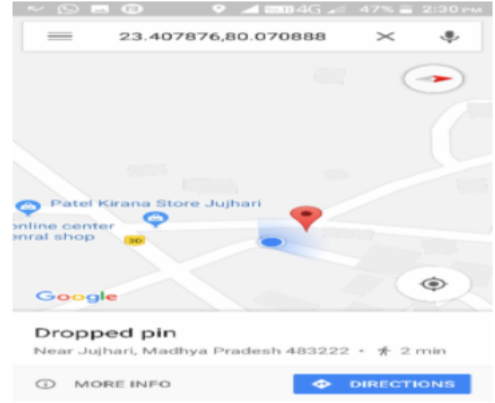 4G 47% 2:30 PM
23.407876,80.070888
Patel Kirana Store Jujhari
online center
enral shop
30
Google
Dropped pin
Near Jujhari, Madhya Pradesh 483222 • 2 min
MORE INFO
DIRECTIONS